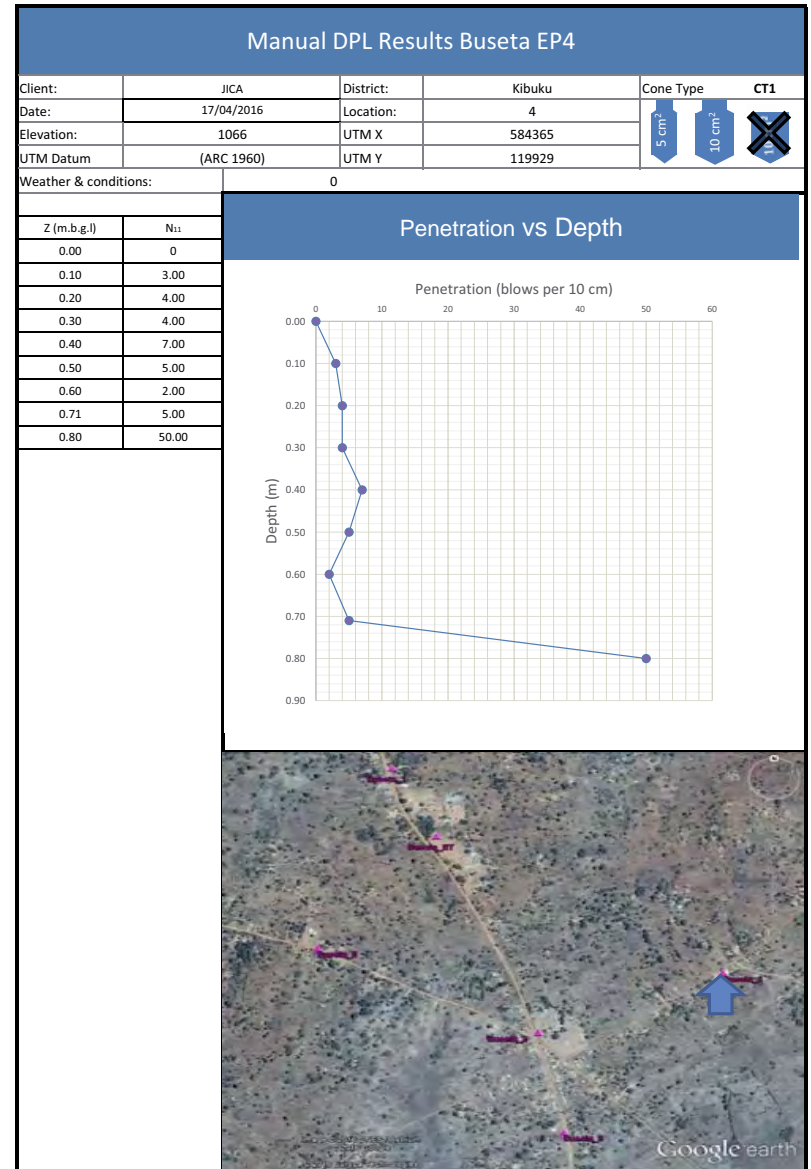 Manual DPL Results Buseta EP4
Client: JICA District: Kibuku Cone Type CT1
Date: 17/04/2016 Location: 4
Elevation: 1066 UTM X 584365
UTM Datum (ARC 1960) UTM Y 119929
5 cm²
10 cm²
Weather & conditions: 0
Z (m.b.g.l) N₁₁
0.00 0
0.10 3.00
0.20 4.00
0.30 4.00
0.40 7.00
0.50 5.00
0.60 2.00
0.71 5.00
0.80 50.00
Penetration vs Depth
Penetration (blows per 10 cm)
0 10 20 30 40 50 60
0.00
0.10
0.20
0.30
0.40
0.50
0.60
0.70
0.80
0.90
Depth (m)
Google earth